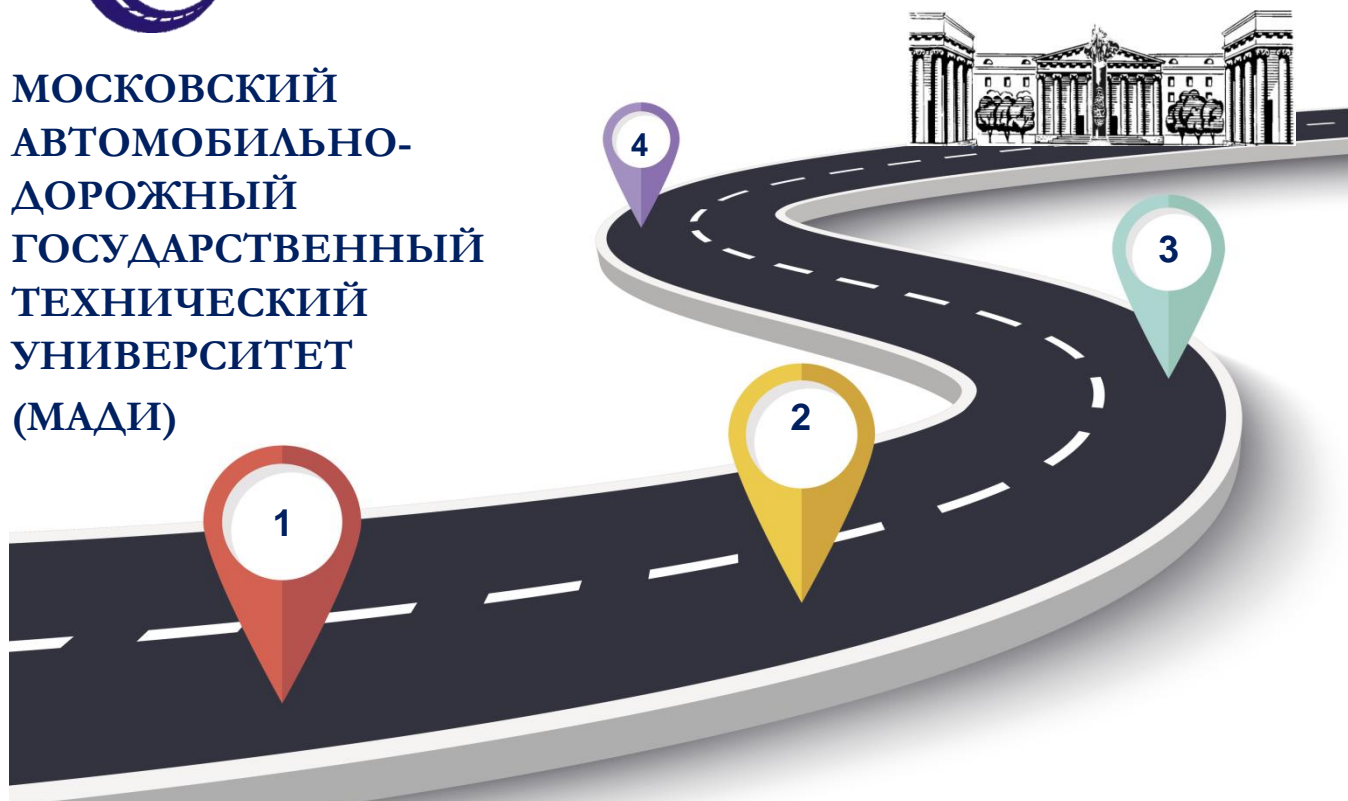 МОСКОВСКИЙ
АВТОМОБИЛЬНО-
ДОРОЖНЫЙ
ГОСУДАРСТВЕННЫЙ
ТЕХНИЧЕСКИЙ
УНИВЕРСИТЕТ
(МАДИ)
4
3
2
1